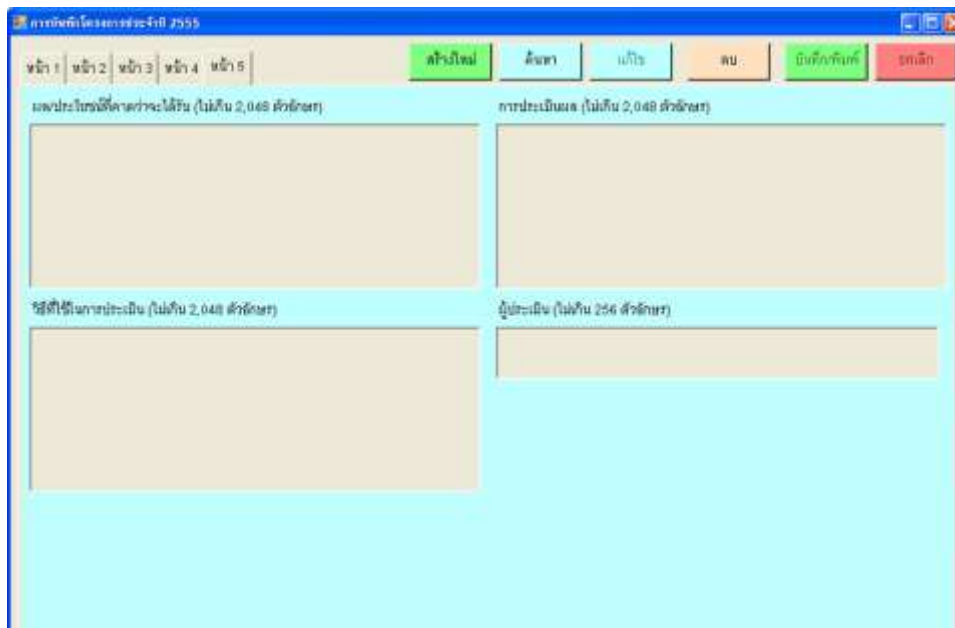 การบันทึกโครงการประจำปี 2555
หน้า 1 หน้า 2 หน้า 3 หน้า 4 หน้า 5
สร้างใหม่ ค้นหา แก้ไข ลบ บันทึก/พิมพ์ ยกเลิก
ผล/ประโยชน์ที่คาดว่าจะได้รับ (ไม่เกิน 2,048 ตัวอักษร) การประเมินผล (ไม่เกิน 2,048 ตัวอักษร)
วิธีที่ใช้ในการประเมิน (ไม่เกิน 2,048 ตัวอักษร) ผู้ประเมิน (ไม่เกิน 256 ตัวอักษร)